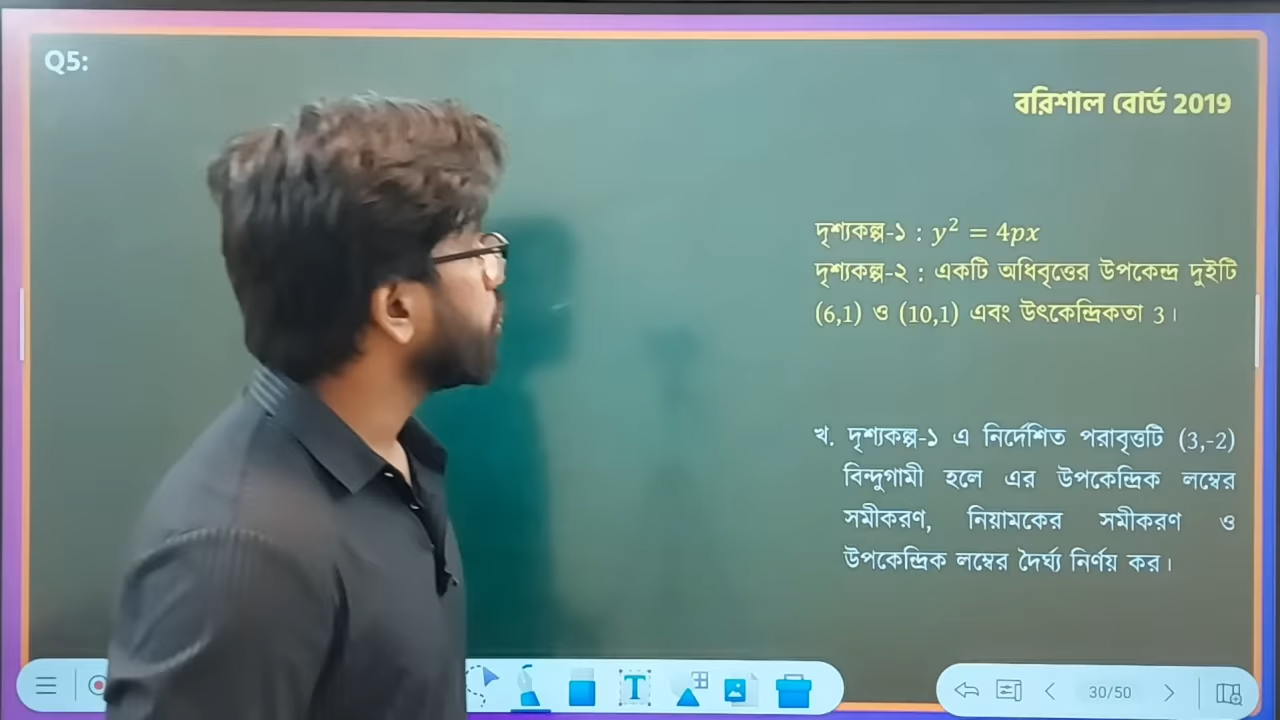 Q5:
বরিশাল বোর্ড 2019
দৃশ্যকল্প-১ : y² = 4px
দৃশ্যকল্প-২ : একটি অধিবৃত্তের উপকেন্দ্র দুইটি
(6,1) ও (10,1) এবং উৎকেন্দ্রিকতা 3।
খ. দৃশ্যকল্প-১ এ নির্দেশিত পরাবৃত্তটি (3,-2)
বিন্দুগামী হলে এর উপকেন্দ্রিক লম্বের
সমীকরণ, নিয়ামকের সমীকরণ ও
উপকেন্দ্রিক লম্বের দৈর্ঘ্য নির্ণয় কর।
T
30/50